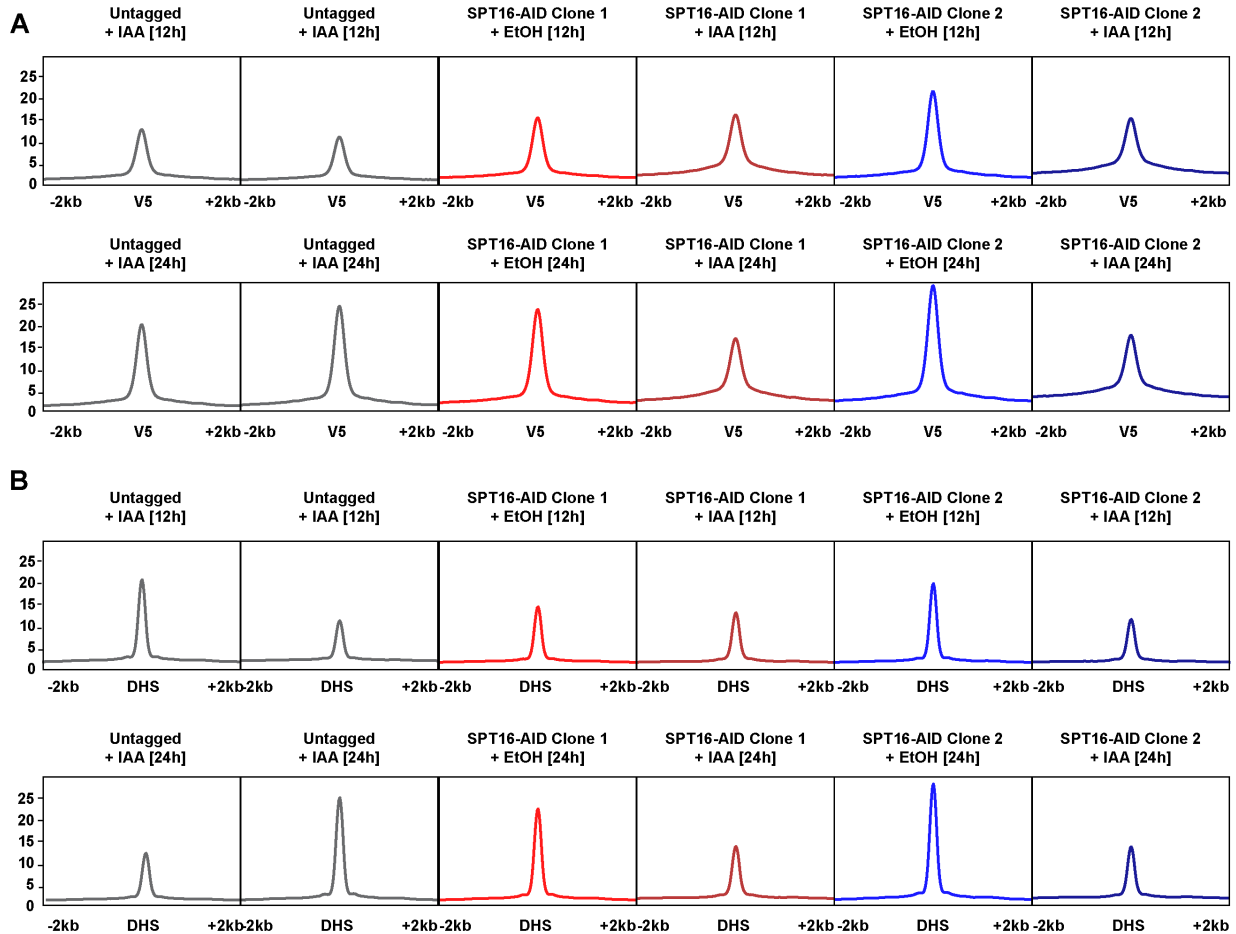 A
Untagged
+ IAA [12h]
Untagged
+ IAA [12h]
SPT16-AID Clone 1
+ EtOH [12h]
SPT16-AID Clone 1
+ IAA [12h]
SPT16-AID Clone 2
+ EtOH [12h]
SPT16-AID Clone 2
+ IAA [12h]
25
20
15
10
5
0
-2kb V5 +2kb -2kb V5 +2kb -2kb V5 +2kb -2kb V5 +2kb -2kb V5 +2kb -2kb V5 +2kb
Untagged
+ IAA [24h]
Untagged
+ IAA [24h]
SPT16-AID Clone 1
+ EtOH [24h]
SPT16-AID Clone 1
+ IAA [24h]
SPT16-AID Clone 2
+ EtOH [24h]
SPT16-AID Clone 2
+ IAA [24h]
25
20
15
10
5
0
-2kb V5 +2kb -2kb V5 +2kb -2kb V5 +2kb -2kb V5 +2kb -2kb V5 +2kb -2kb V5 +2kb
B
Untagged
+ IAA [12h]
Untagged
+ IAA [12h]
SPT16-AID Clone 1
+ EtOH [12h]
SPT16-AID Clone 1
+ IAA [12h]
SPT16-AID Clone 2
+ EtOH [12h]
SPT16-AID Clone 2
+ IAA [12h]
25
20
15
10
5
0
-2kb DHS +2kb -2kb DHS +2kb -2kb DHS +2kb -2kb DHS +2kb -2kb DHS +2kb -2kb DHS +2kb
Untagged
+ IAA [24h]
Untagged
+ IAA [24h]
SPT16-AID Clone 1
+ EtOH [24h]
SPT16-AID Clone 1
+ IAA [24h]
SPT16-AID Clone 2
+ EtOH [24h]
SPT16-AID Clone 2
+ IAA [24h]
25
20
15
10
5
0
-2kb DHS +2kb -2kb DHS +2kb -2kb DHS +2kb -2kb DHS +2kb -2kb DHS +2kb -2kb DHS +2kb